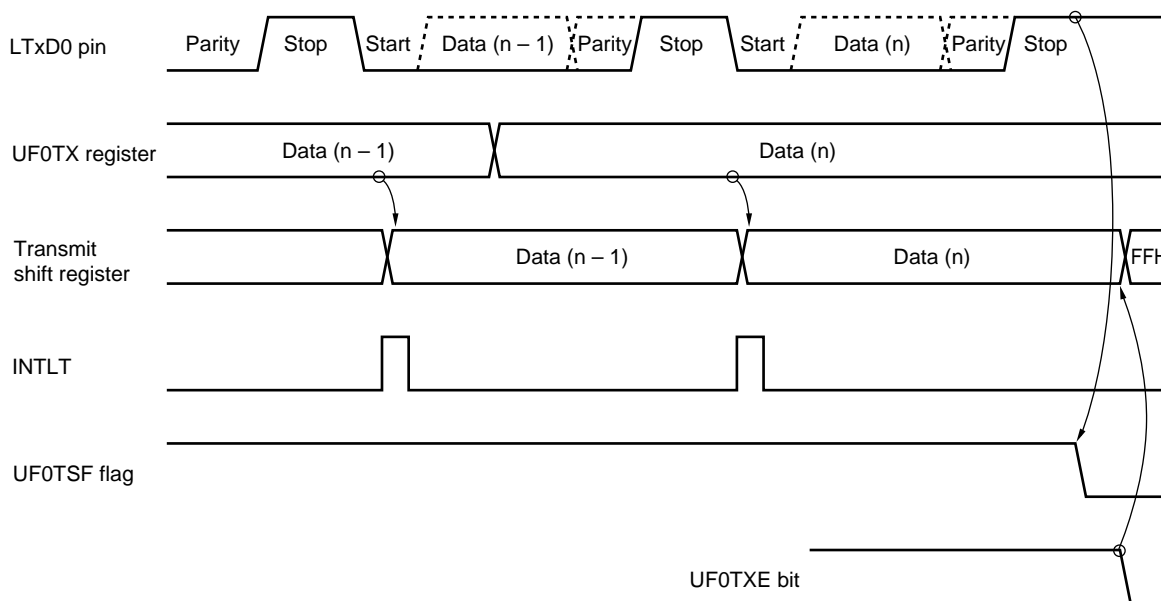 LTxD0 pin
Parity Stop Start Data (n – 1) Parity Stop Start Data (n) Parity Stop
UF0TX register
Data (n – 1) Data (n)
Transmit
shift register
Data (n – 1) Data (n) FFH
INTLT
UF0TSF flag
UF0TXE bit